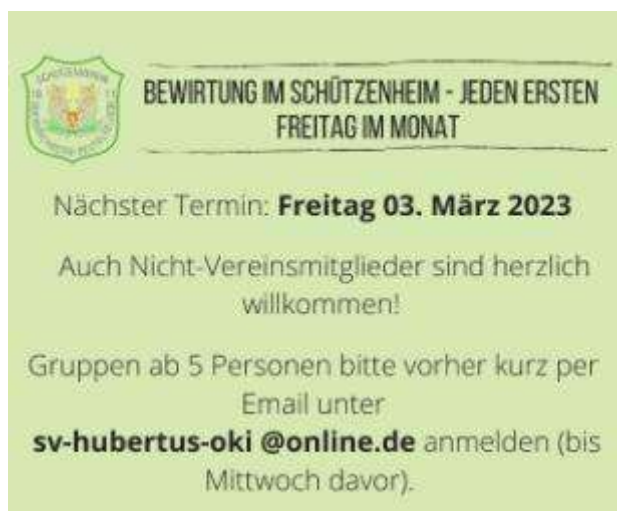 BEWIRTUNG IM SCHÜTZENHEIM - JEDEN ERSTEN
FREITAG IM MONAT
Nächster Termin: Freitag 03. März 2023
Auch Nicht-Vereinsmitglieder sind herzlich
willkommen!
Gruppen ab 5 Personen bitte vorher kurz per
Email unter
sv-hubertus-oki @online.de anmelden (bis
Mittwoch davor).